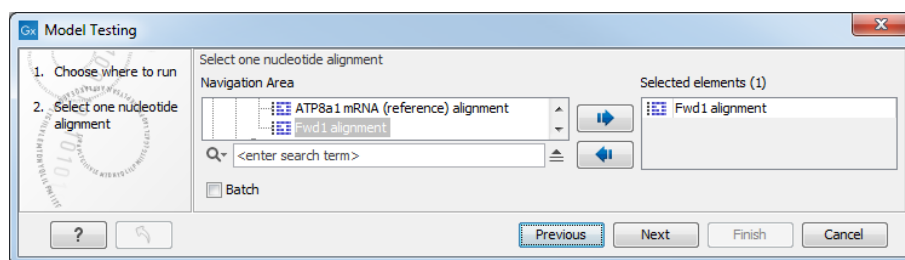 Gx Model Testing
1. Choose where to run
2. Select one nucleotide
alignment
Select one nucleotide alignment
Navigation Area
ATP8a1 mRNA (reference) alignment
Fwd1 alignment
<enter search term>
Batch
Selected elements (1)
Fwd1 alignment
?
Previous
Next
Finish
Cancel